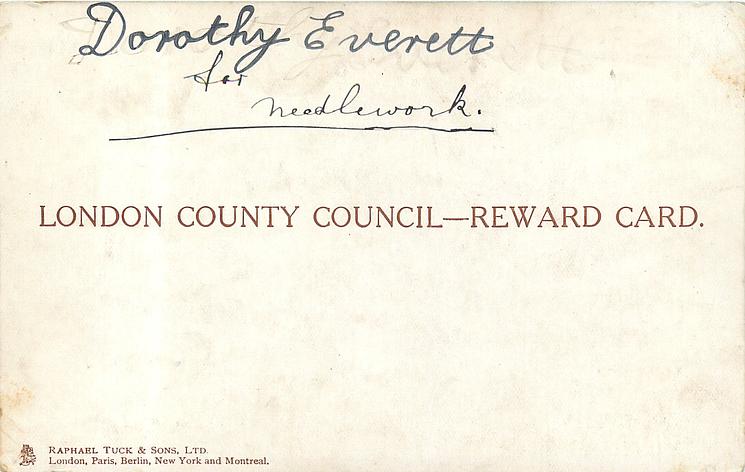 Dorothy Everett
for
needlework.
LONDON COUNTY COUNCIL—REWARD CARD.
RAPHAEL TUCK & SONS, LTD.
London, Paris, Berlin, New York and Montreal.